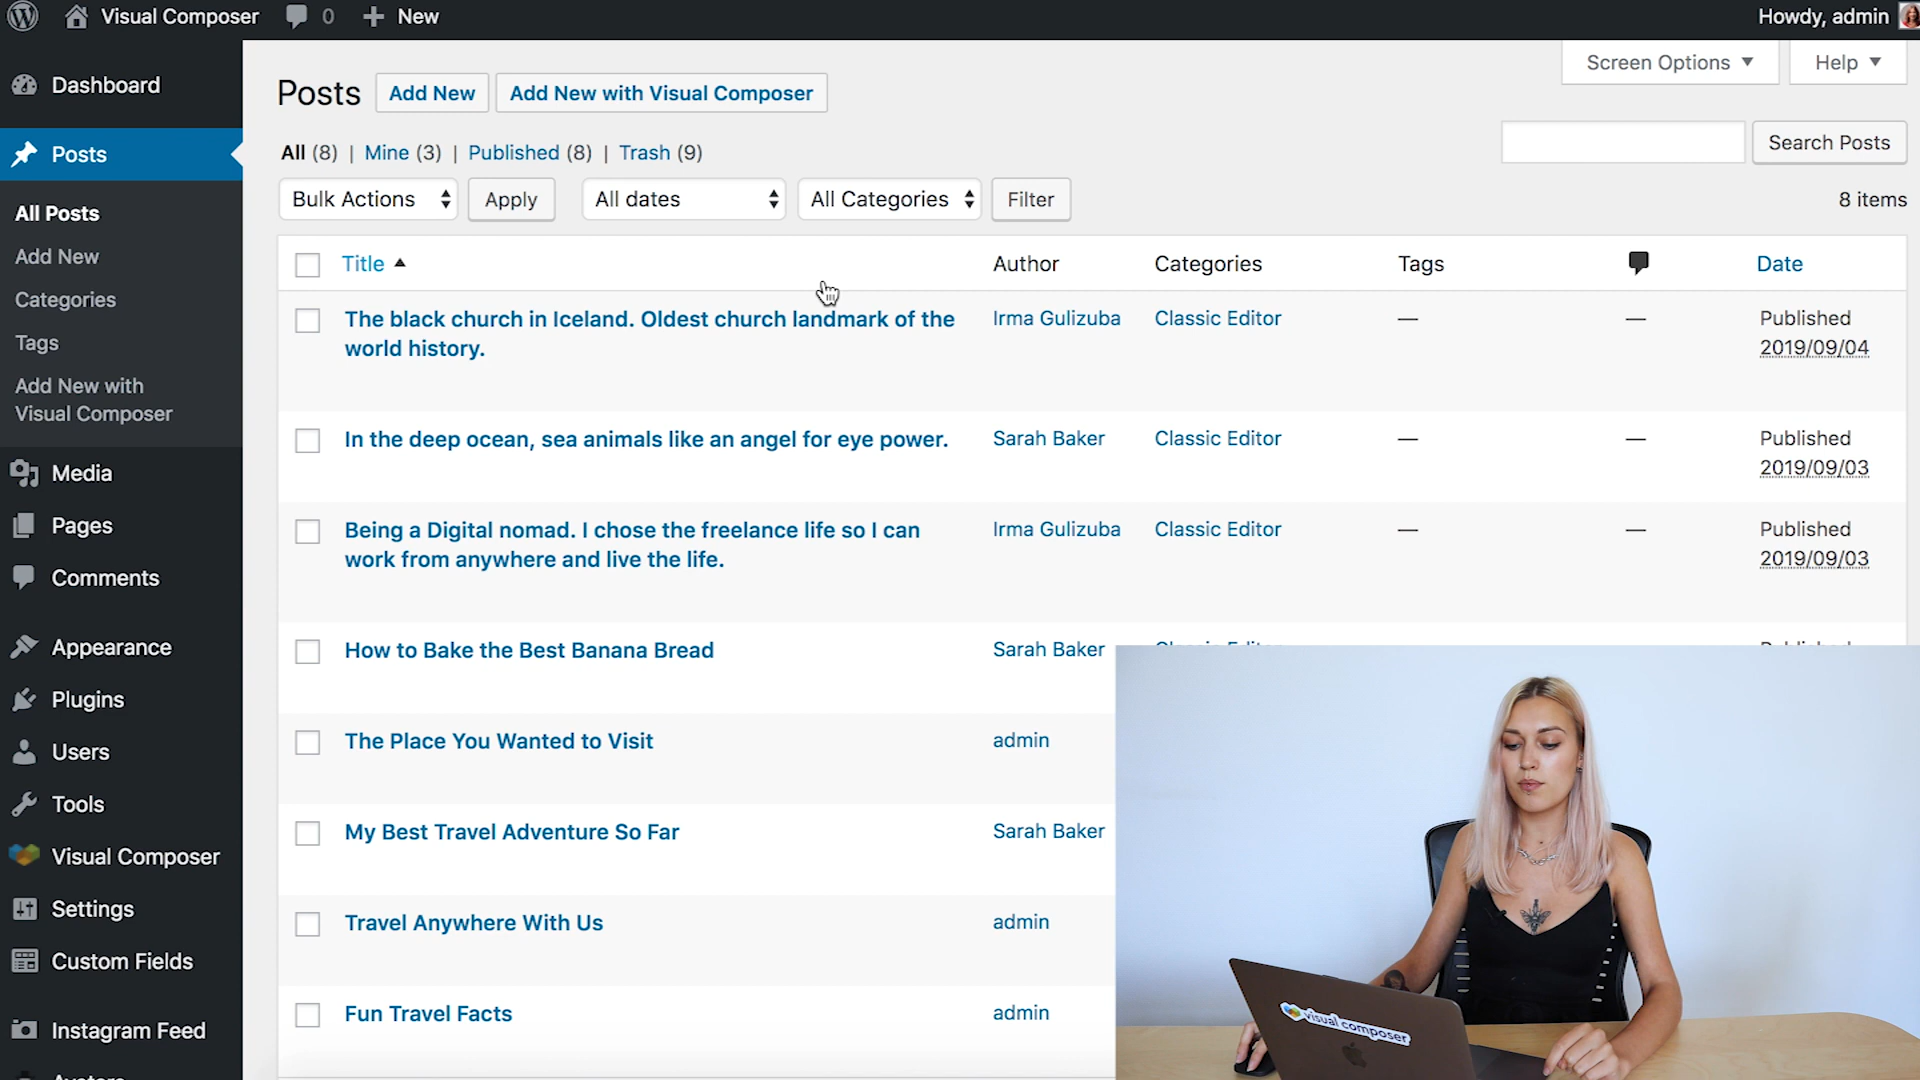 Visual Composer 0 New
Howdy, admin
Dashboard
Posts
All Posts
Add New
Categories
Tags
Add New with
Visual Composer
Media
Pages
Comments
Appearance
Plugins
Users
Tools
Visual Composer
Settings
Custom Fields
Instagram Feed
Screen Options ▼ Help ▼
Posts Add New Add New with Visual Composer
All (8) | Mine (3) | Published (8) | Trash (9)
Search Posts
Bulk Actions Apply All dates All Categories Filter
8 items
Title Author Categories Tags Date
The black church in Iceland. Oldest church landmark of the
world history.
Irma Gulizuba Classic Editor — — Published
2019/09/04
In the deep ocean, sea animals like an angel for eye power. Sarah Baker Classic Editor — — Published
2019/09/03
Being a Digital nomad. I chose the freelance life so I can
work from anywhere and live the life.
Irma Gulizuba Classic Editor — — Published
2019/09/03
How to Bake the Best Banana Bread Sarah Baker
The Place You Wanted to Visit admin
My Best Travel Adventure So Far Sarah Baker
Travel Anywhere With Us admin
Fun Travel Facts admin
visual composer